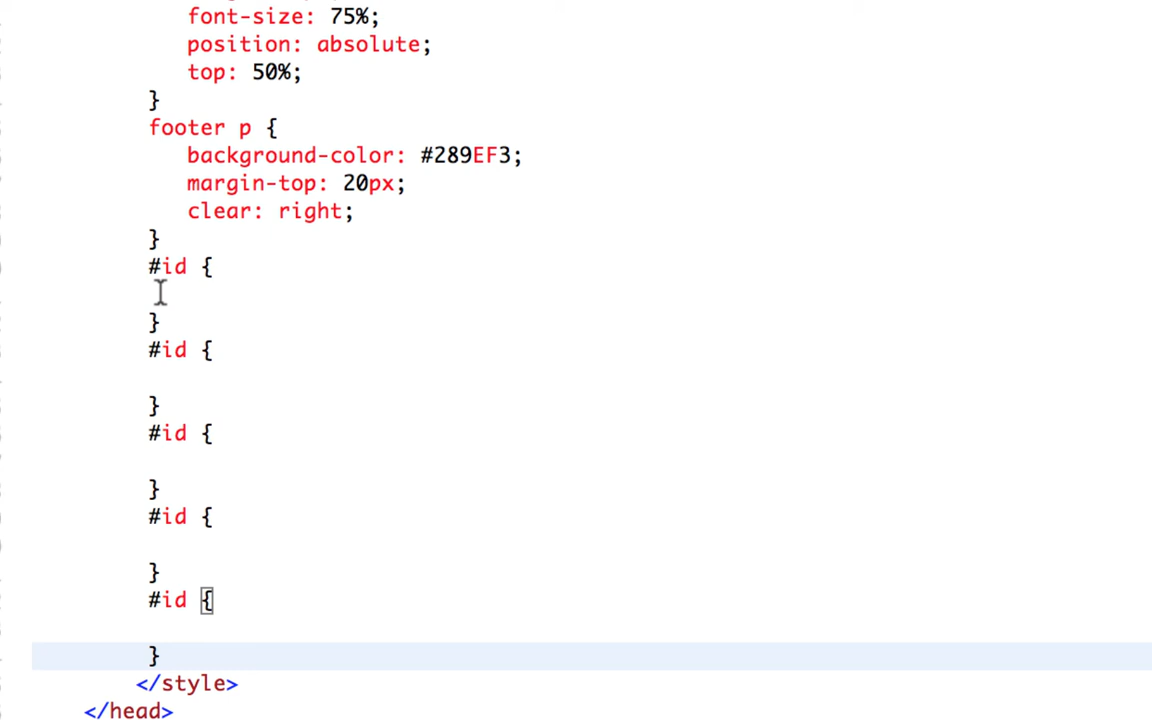 font-size: 75%;
position: absolute;
top: 50%;
}
footer p {
background-color: #289EF3;
margin-top: 20px;
clear: right;
}
#id {
}
#id {
}
#id {
}
#id {
}
#id {
}
</style>
</head>